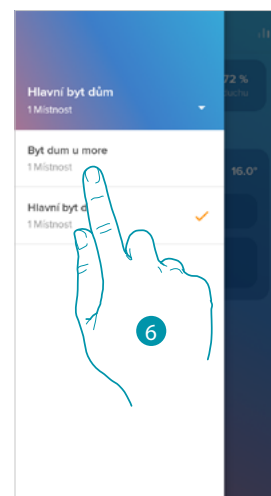 72 %
Hlavní byt dům
1 Místnost
Byt dum u more
1 Místnost
16.0°
Hlavní byt
1 Místnost
6